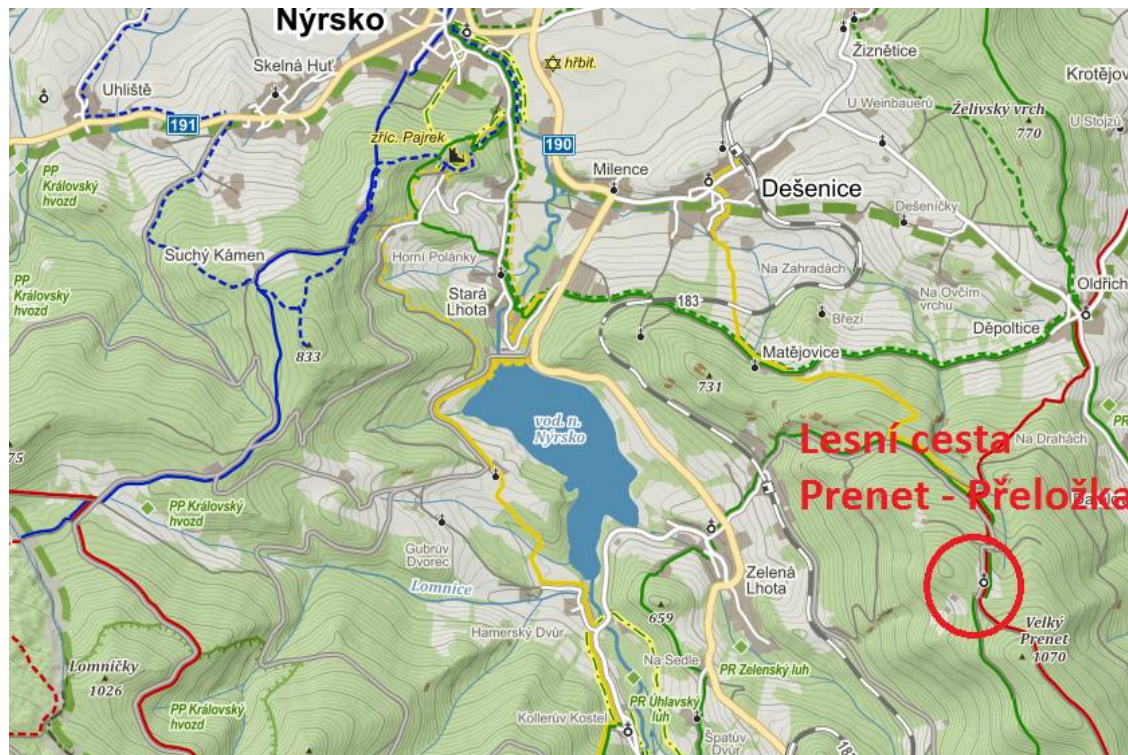 Nýrsko
hřbit.
Žiznětice
Skelná Huť
Krotějov
Uhliště
U Weinbauerů
Želivský vrch
770
U Stojzů
191
zříc. Pajrek
190
Milence
PP
Královský
hvozd
Dešenice
Dešeničky
Suchý Kámen
Horní Polánky
Na Zahradách
Stará
Lhota
PP
Královský
hvozd
Na Ovčím
vrchu
183
Březí
Oldřich
Děpoltice
833
Matějovice
731
vod. n.
Nýrsko
PR
Lesní cesta
Prenet - Přeložka
Na Drahách
75
PP Královský
hvozd
Gubrův
Dvorec
Lomnice
Zelená
Lhota
659
Hamerský Dvůr
Velký
Prenet
1070
Lomničky
1026
Na Sedle
PR Zelenský luh
PR Úhlavský
luh
PP Královský
hvozd
Kollerův Kostel
Špatův
Dvůr